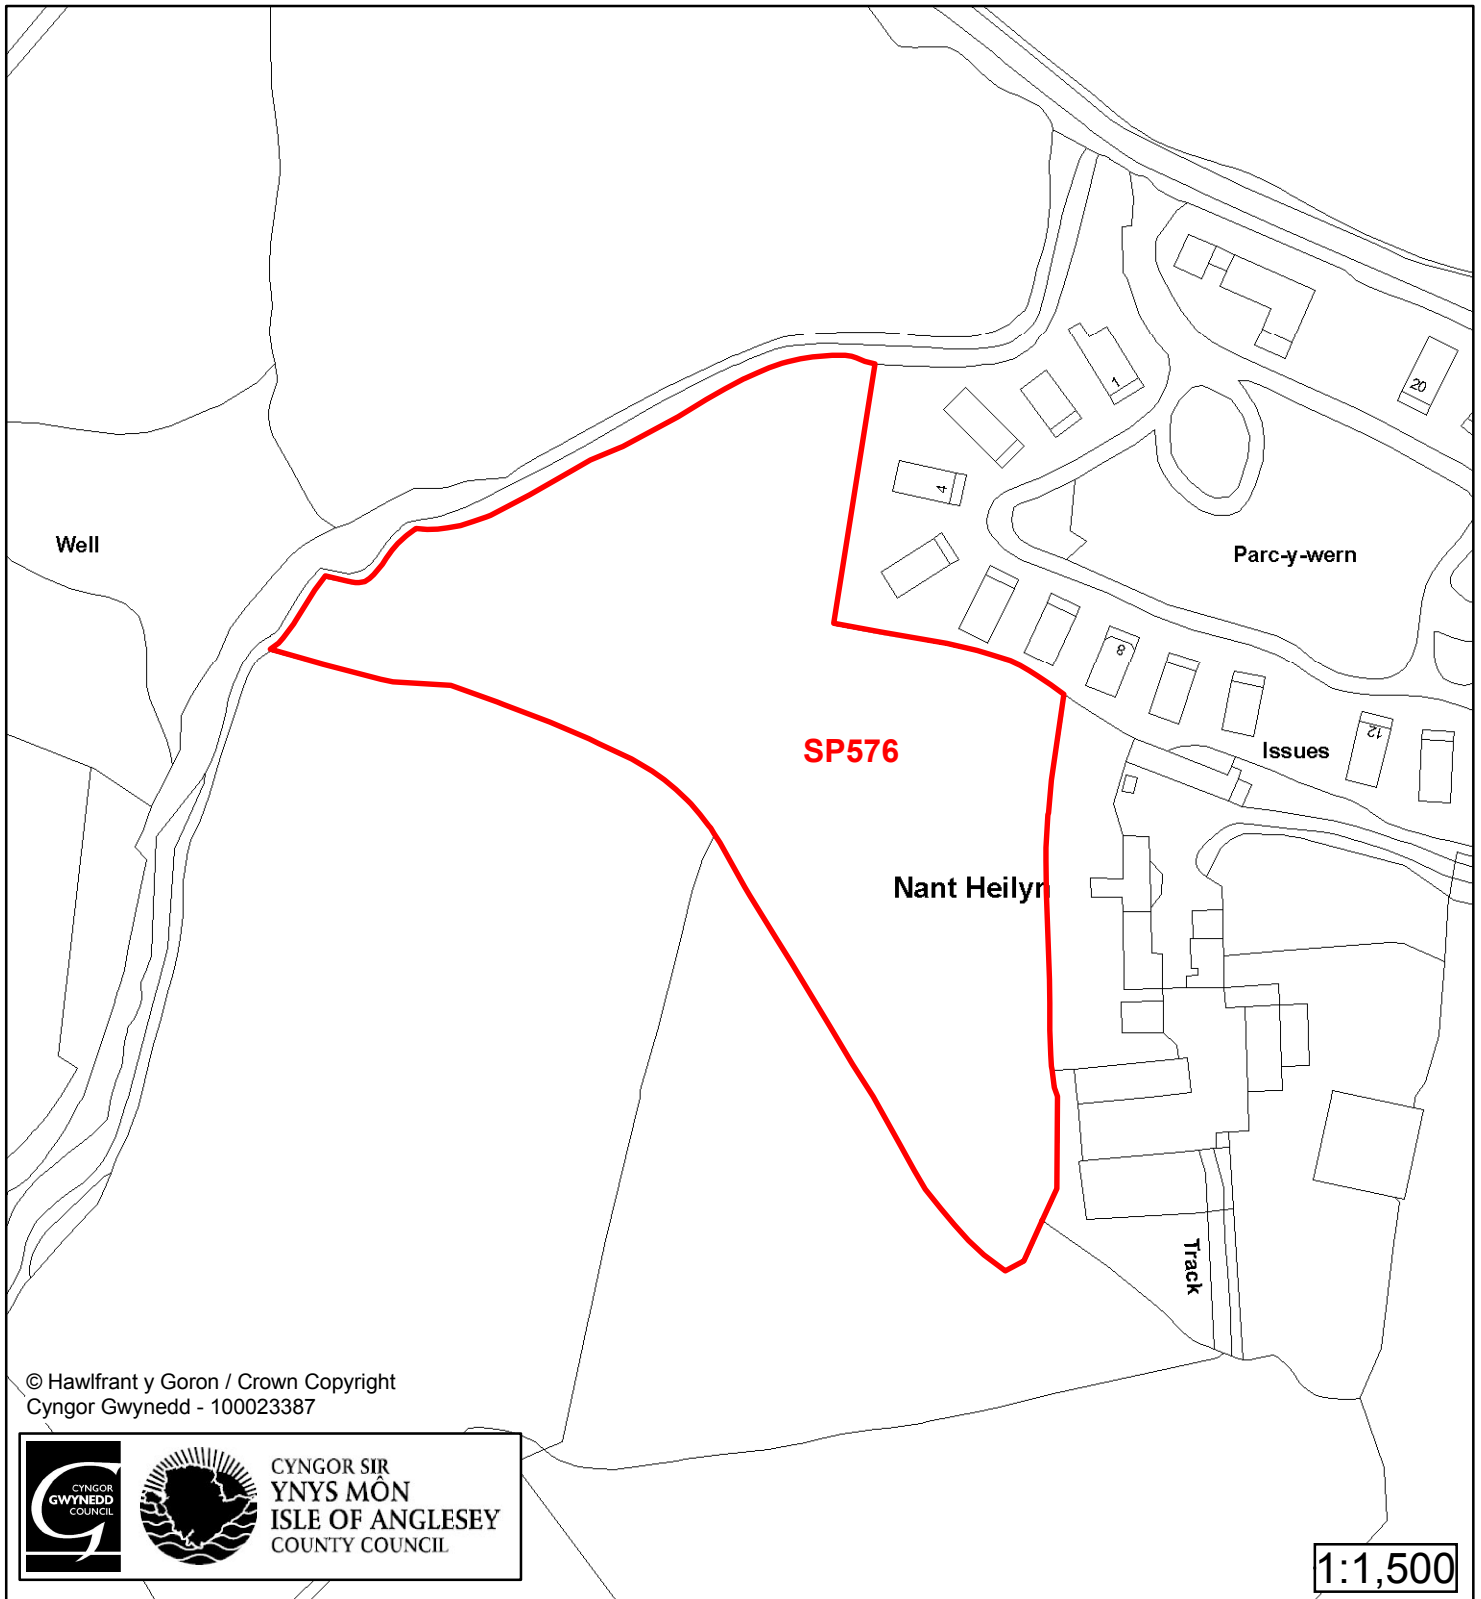 1
20
4
Well
Parc-y-wern
8
SP576
12
Issues
Nant Heilyn
Track
© Hawlfrant y Goron / Crown Copyright
Cyngor Gwynedd - 100023387
CYNGOR
GWYNEDD
COUNCIL
CYNGOR SIR
YNYS MÔN
ISLE OF ANGLESEY
COUNTY COUNCIL
1:1,500